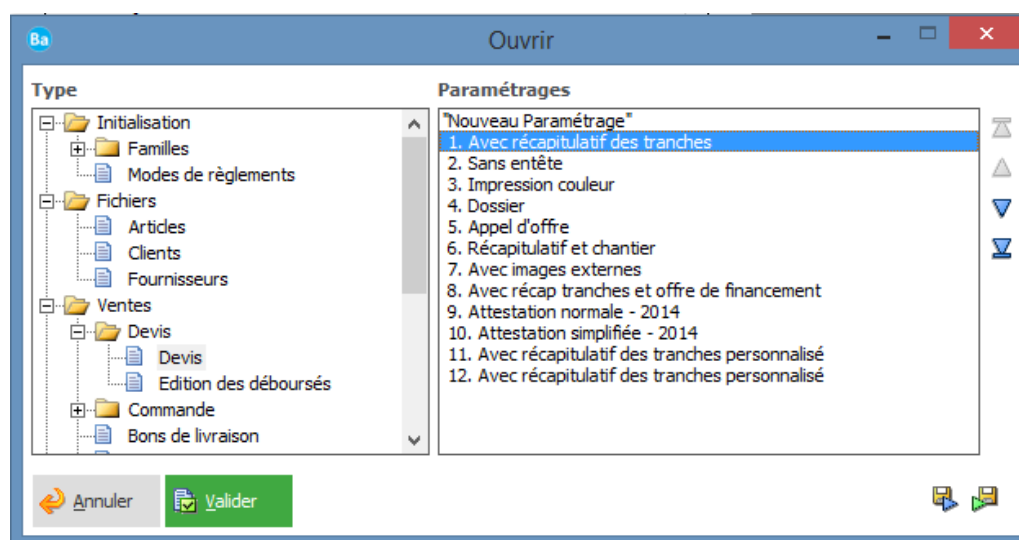 Ba
Ouvrir
Type
Initialisation
Familles
Modes de règlements
Fichiers
Articles
Clients
Fournisseurs
Ventes
Devis
Devis
Edition des déboursés
Commande
Bons de livraison
Paramétrages
"Nouveau Paramétrage"
1. Avec récapitulatif des tranches
2. Sans entête
3. Impression couleur
4. Dossier
5. Appel d'offre
6. Récapitulatif et chantier
7. Avec images externes
8. Avec récap tranches et offre de financement
9. Attestation normale - 2014
10. Attestation simplifiée - 2014
11. Avec récapitulatif des tranches personnalisé
12. Avec récapitulatif des tranches personnalisé
Annuler
Valider